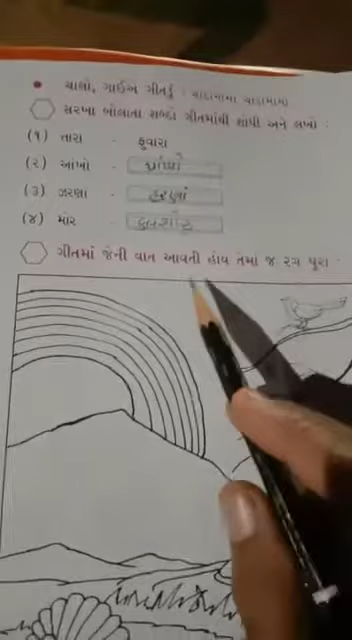 ચાલો, ગાઈએ ગીતડું : ચાંદામામા ચાંદામામા
સરખા બોલાતા શબ્દો ગીતમાંથી શોધી અને લખો :
(૧) તારા - ફુવારા
(૨) આંખો -
(૩) ઝરણાં - હરણાં
(૪) મોર -
ગીતમાં જેની વાત આવતી હોય તેમાં જ રંગ પૂરો :